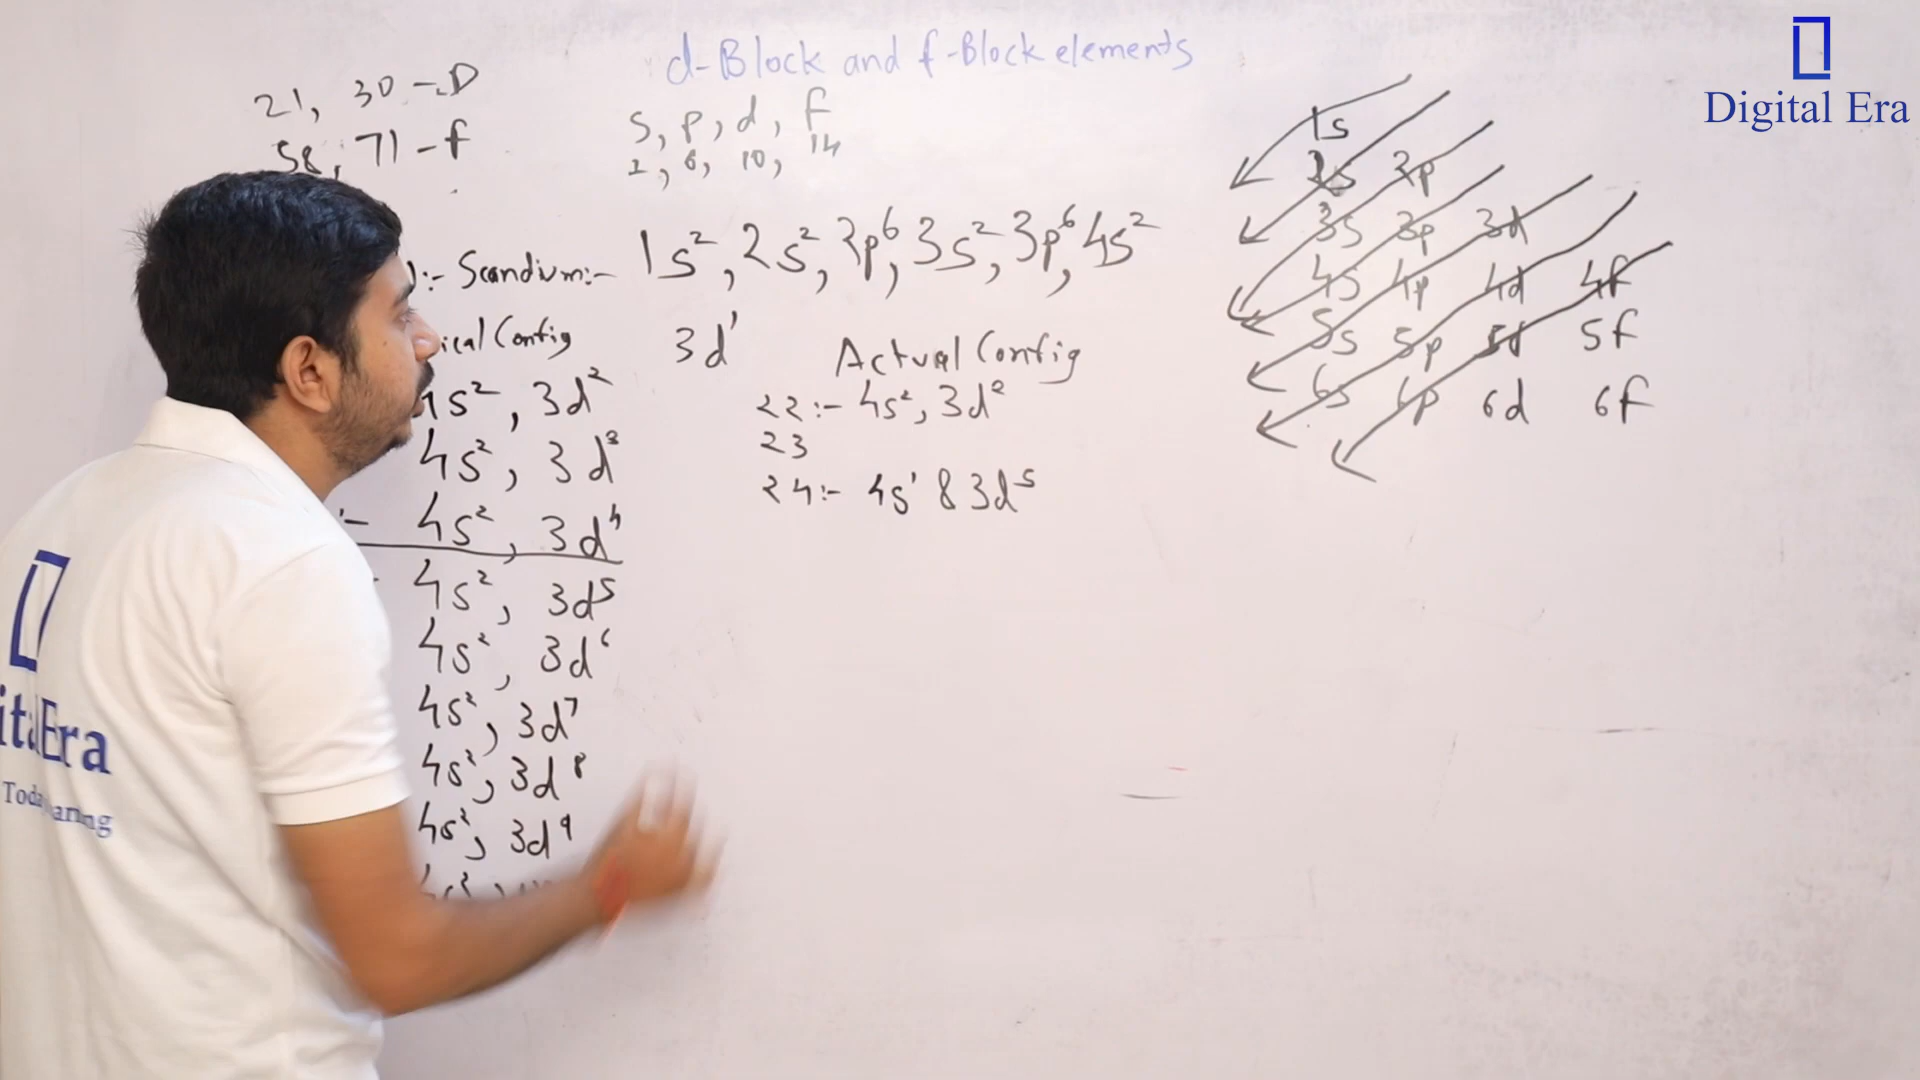 d-Block and f-Block elements
Digital Era
21, 30 - D
58, 71 - f
s, p, d, f
2, 6, 10, 14
:- Scandium:- 1s², 2s², 2p⁶, 3s², 3p⁶, 4s²
3d¹
ical Config
4s², 3d²
4s², 3d³
:- 4s², 3d⁴
4s², 3d⁵
4s², 3d⁶
4s², 3d⁷
4s², 3d⁸
4s², 3d⁹
Actual Config
22:- 4s², 3d²
23
24:- 4s¹ & 3d⁵
1s
2s 2p
3s 3p 3d
4s 4p 4d 4f
5s 5p 5d 5f
6s 6p 6d 6f
ital Era